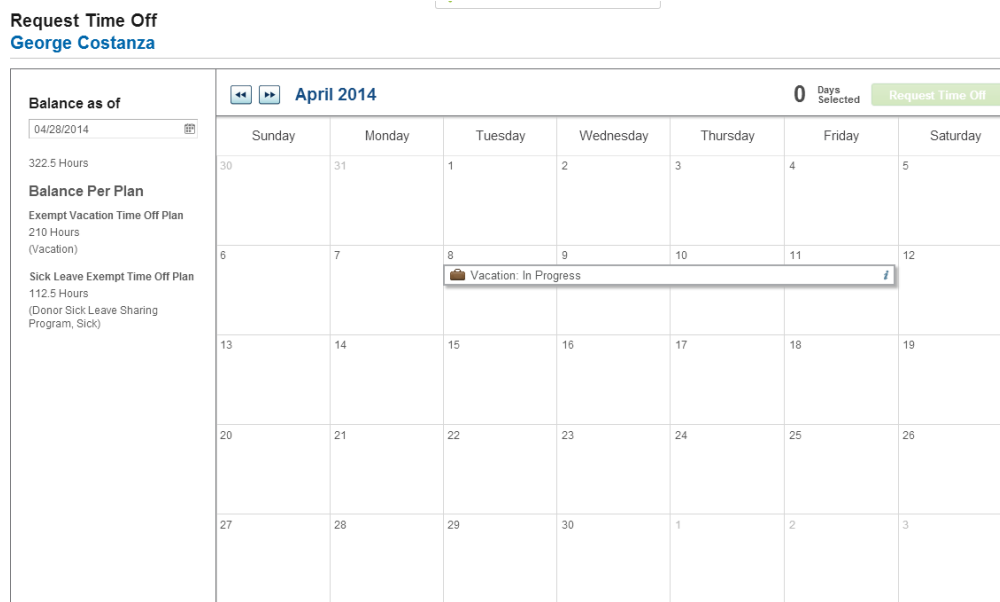 Request Time Off
George Costanza
Balance as of
04/28/2014
322.5 Hours
Balance Per Plan
Exempt Vacation Time Off Plan
210 Hours
(Vacation)
Sick Leave Exempt Time Off Plan
112.5 Hours
(Donor Sick Leave Sharing
Program, Sick)
April 2014
0 Days Selected
Request Time Off
Sunday Monday Tuesday Wednesday Thursday Friday Saturday
30 31 1 2 3 4 5
6 7 8 9 10 11 12
Vacation: In Progress i
13 14 15 16 17 18 19
20 21 22 23 24 25 26
27 28 29 30 1 2 3